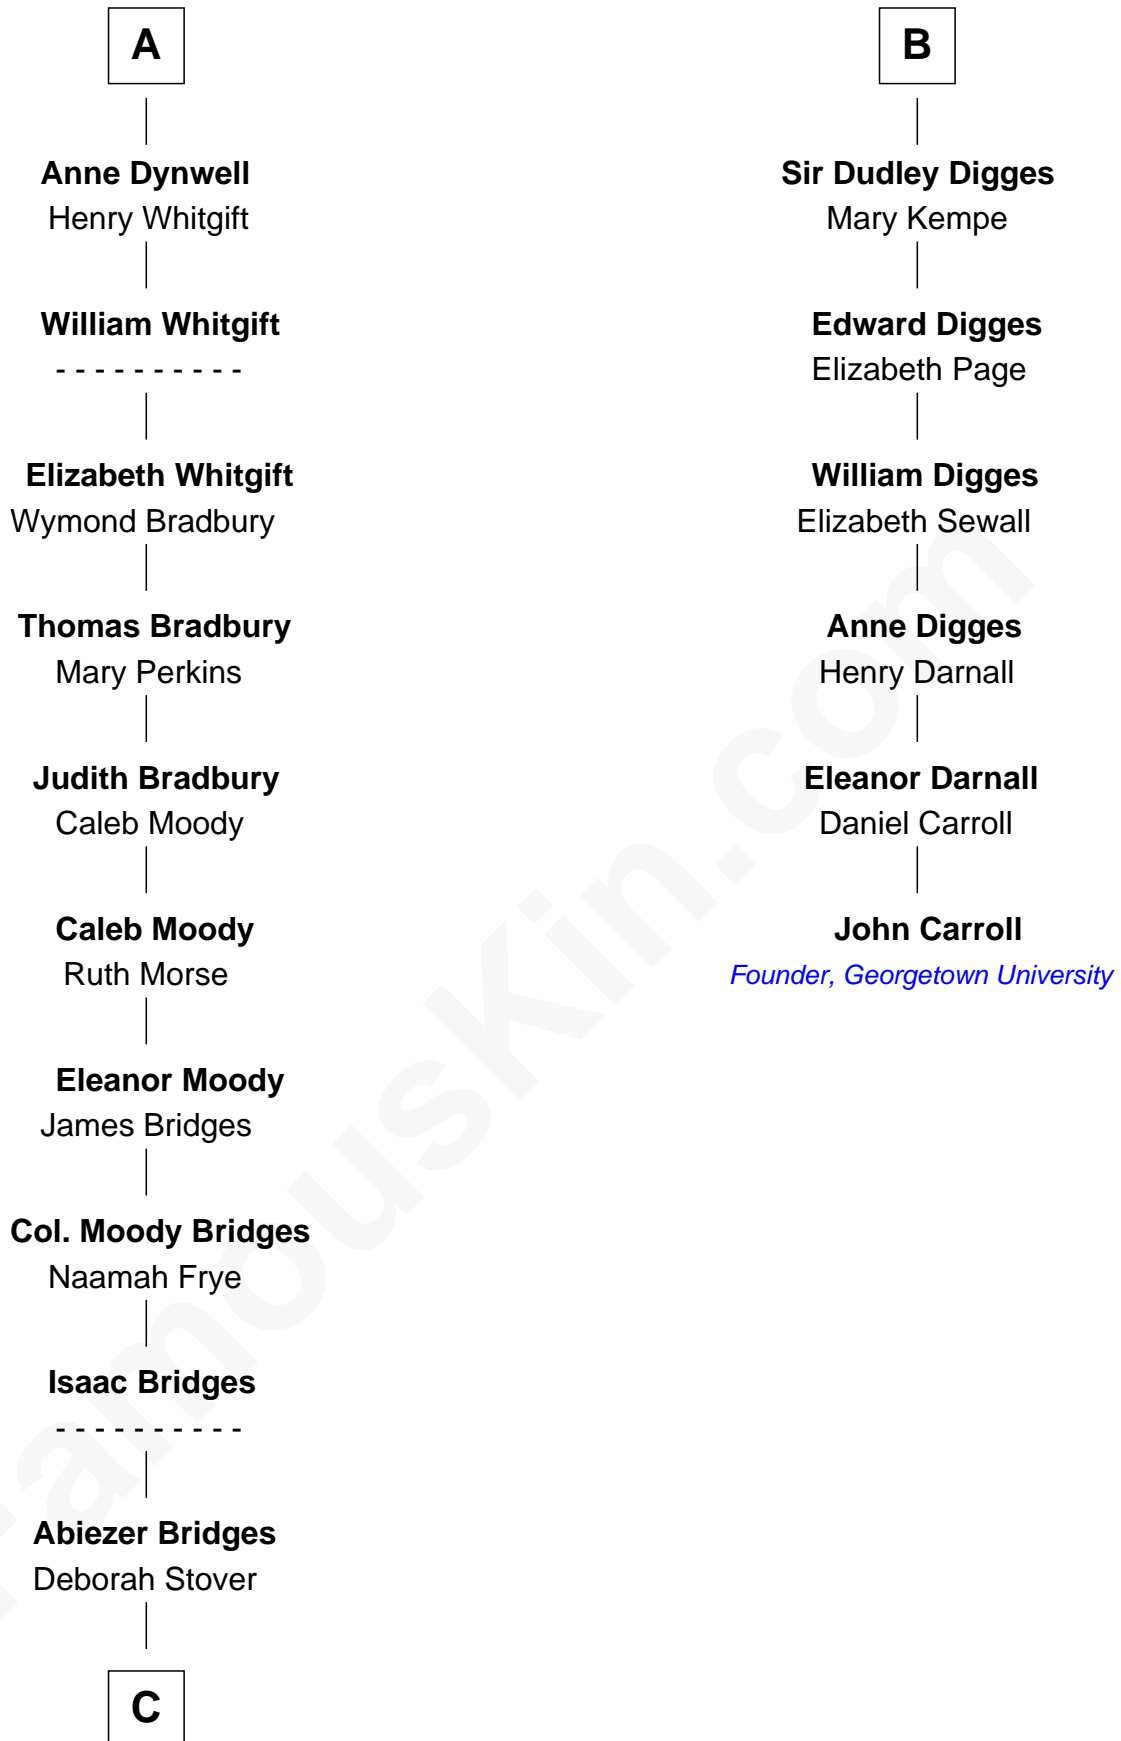 A
Anne Dynwell
Henry Whitgift
William Whitgift
- - - - - - - - - -
Elizabeth Whitgift
Wymond Bradbury
Thomas Bradbury
Mary Perkins
Judith Bradbury
Caleb Moody
Caleb Moody
Ruth Morse
Eleanor Moody
James Bridges
Col. Moody Bridges
Naamah Frye
Isaac Bridges
- - - - - - - - - -
Abiezer Bridges
Deborah Stover
C
B
Sir Dudley Digges
Mary Kempe
Edward Digges
Elizabeth Page
William Digges
Elizabeth Sewall
Anne Digges
Henry Darnall
Eleanor Darnall
Daniel Carroll
John Carroll
Founder, Georgetown University
FamousKin.com